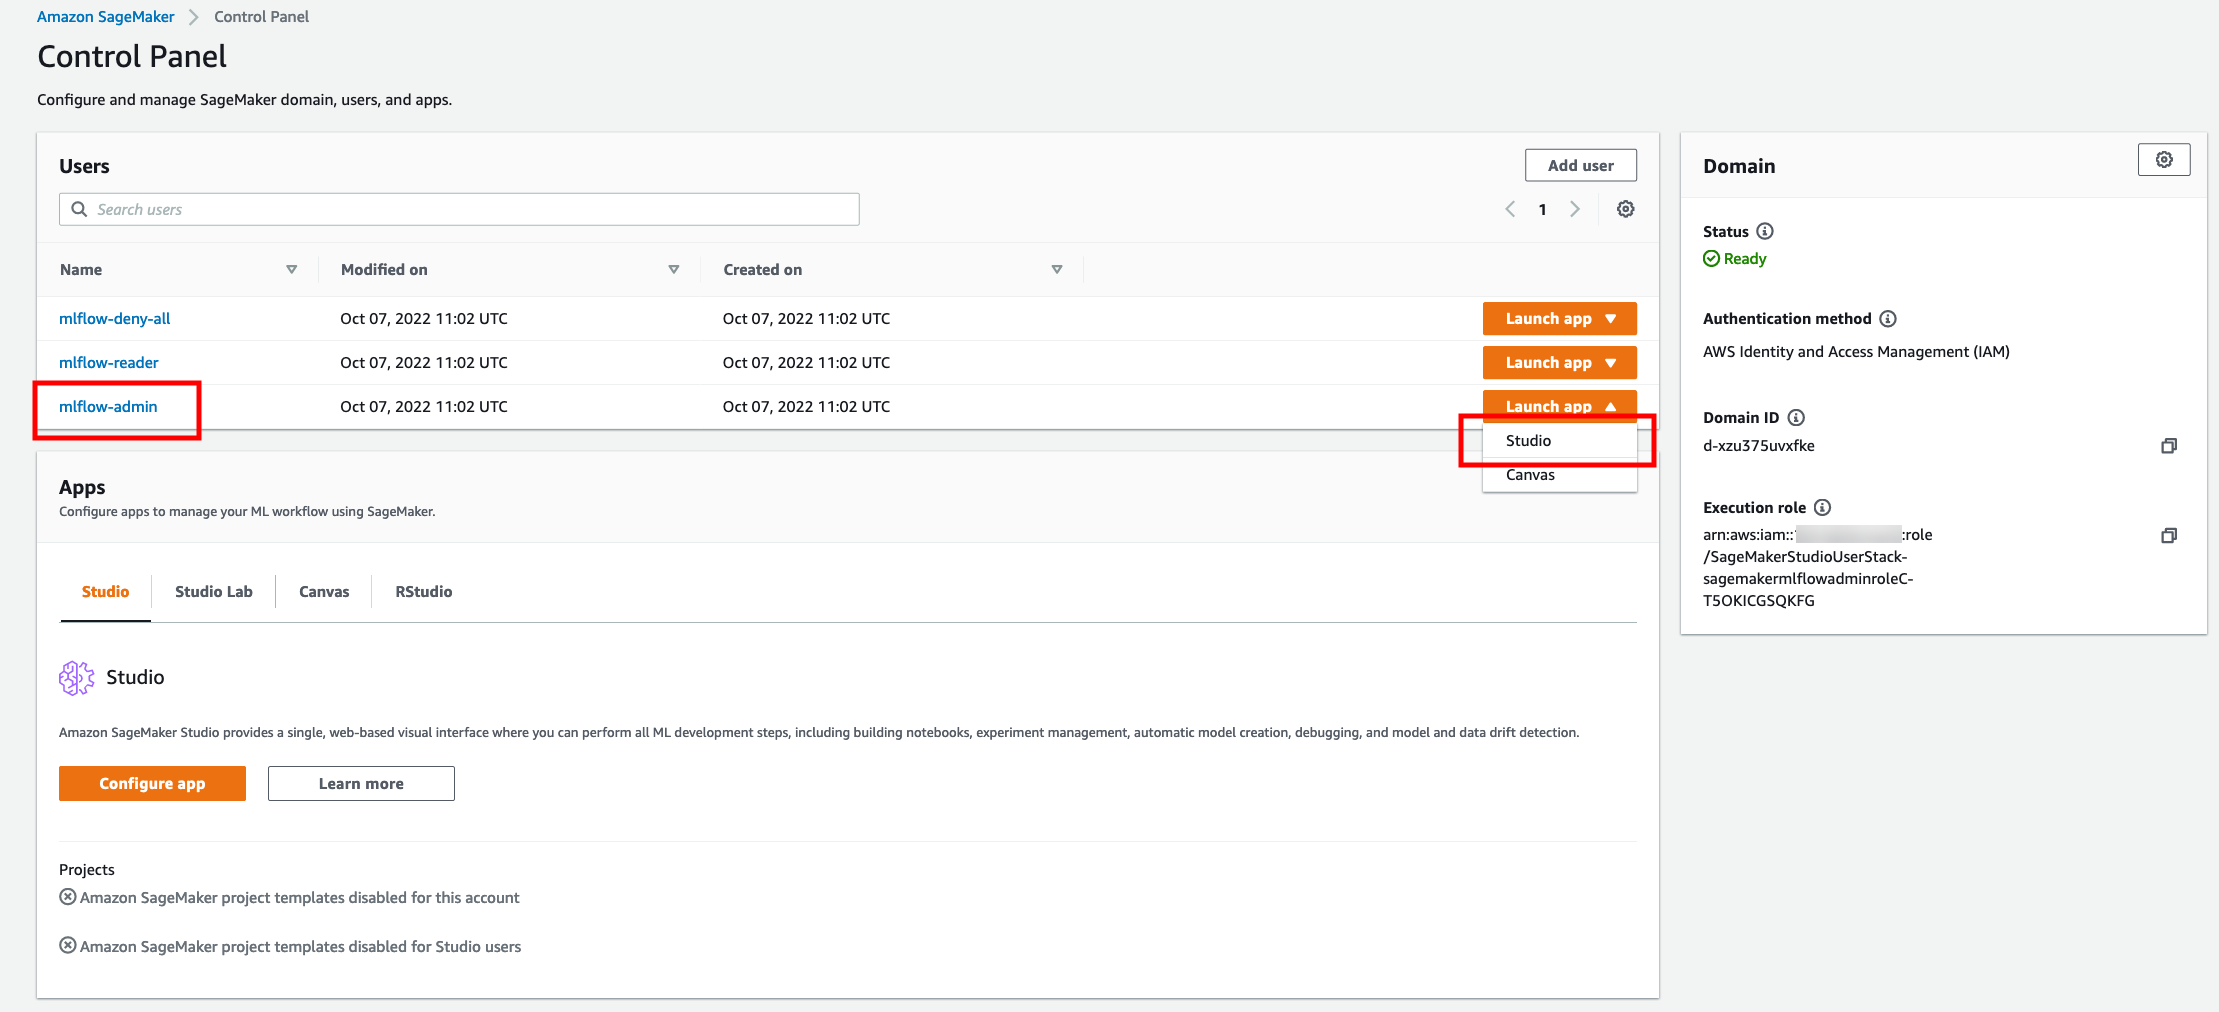 Amazon SageMaker > Control Panel
Control Panel
Configure and manage SageMaker domain, users, and apps.
Users
Add user
Search users
1
Name Modified on Created on
mlflow-deny-all Oct 07, 2022 11:02 UTC Oct 07, 2022 11:02 UTC Launch app
mlflow-reader Oct 07, 2022 11:02 UTC Oct 07, 2022 11:02 UTC Launch app
mlflow-admin Oct 07, 2022 11:02 UTC Oct 07, 2022 11:02 UTC Launch app
Studio
Canvas
Apps
Configure apps to manage your ML workflow using SageMaker.
Studio Studio Lab Canvas RStudio
Studio
Amazon SageMaker Studio provides a single, web-based visual interface where you can perform all ML development steps, including building notebooks, experiment management, automatic model creation, debugging, and model and data drift detection.
Configure app Learn more
Projects
Amazon SageMaker project templates disabled for this account
Amazon SageMaker project templates disabled for Studio users
Domain
Status
Ready
Authentication method
AWS Identity and Access Management (IAM)
Domain ID
d-xzu375uvxfke
Execution role
arn:aws:iam:: :role
/SageMakerStudioUserStack-
sagemakermlflowadminroleC-
T5OKICGSQKFG